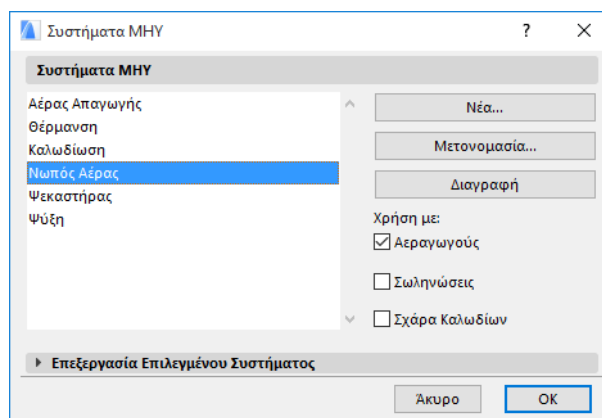 Συστήματα ΜΗΥ
?
Συστήματα ΜΗΥ
Αέρας Απαγωγής
Θέρμανση
Καλωδίωση
Νωπός Αέρας
Ψεκαστήρας
Ψύξη
Νέα...
Μετονομασία...
Διαγραφή
Χρήση με:
Αεραγωγούς
Σωληνώσεις
Σχάρα Καλωδίων
Επεξεργασία Επιλεγμένου Συστήματος
Άκυρο
OK